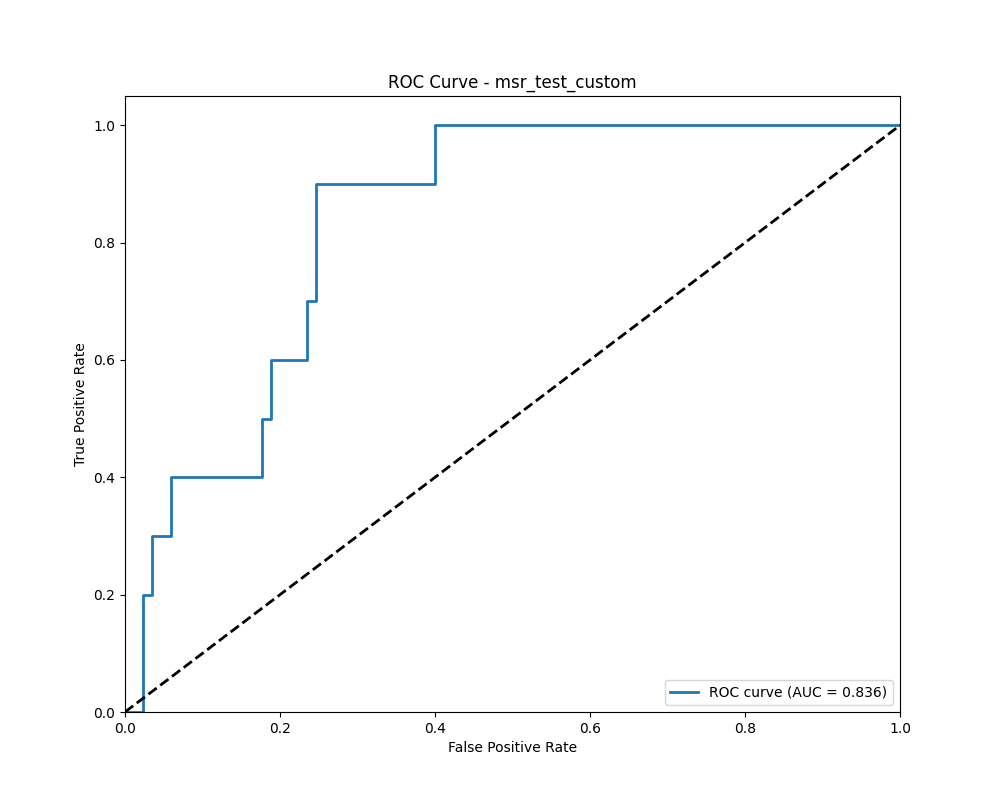 ROC Curve - msr_test_custom
True Positive Rate
1.0
0.8
0.6
0.4
0.2
0.0
0.0 0.2 0.4 0.6 0.8 1.0
False Positive Rate
ROC curve (AUC = 0.836)